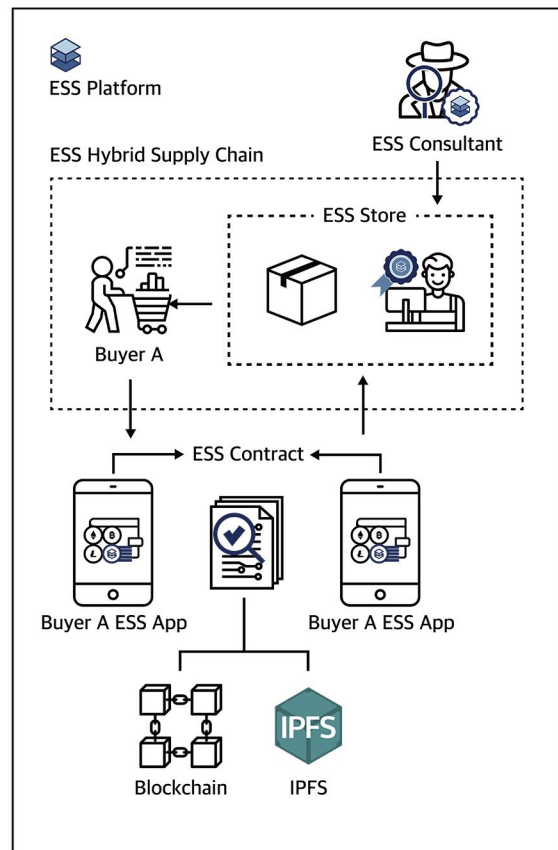 ESS Platform
ESS Consultant
ESS Hybrid Supply Chain
ESS Store
Buyer A
ESS Contract
Buyer A ESS App
Buyer A ESS App
IPFS
Blockchain
IPFS